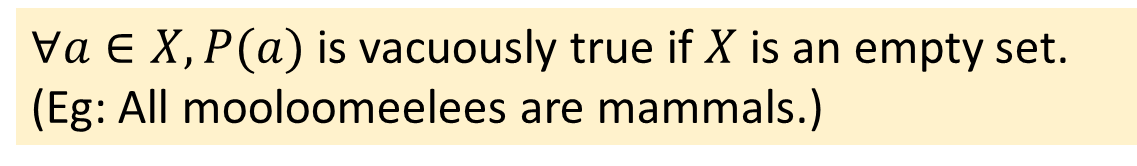 ∀𝑎 ∈ 𝑋, 𝑃(𝑎) is vacuously true if 𝑋 is an empty set.
(Eg: All mooloomeelees are mammals.)